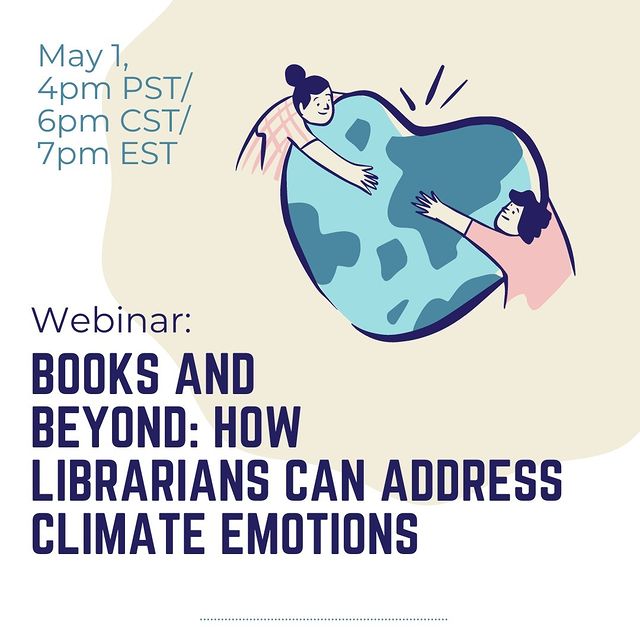 May 1,
4pm PST/
6pm CST/
7pm EST
Webinar:
BOOKS AND
BEYOND: HOW
LIBRARIANS CAN ADDRESS
CLIMATE EMOTIONS